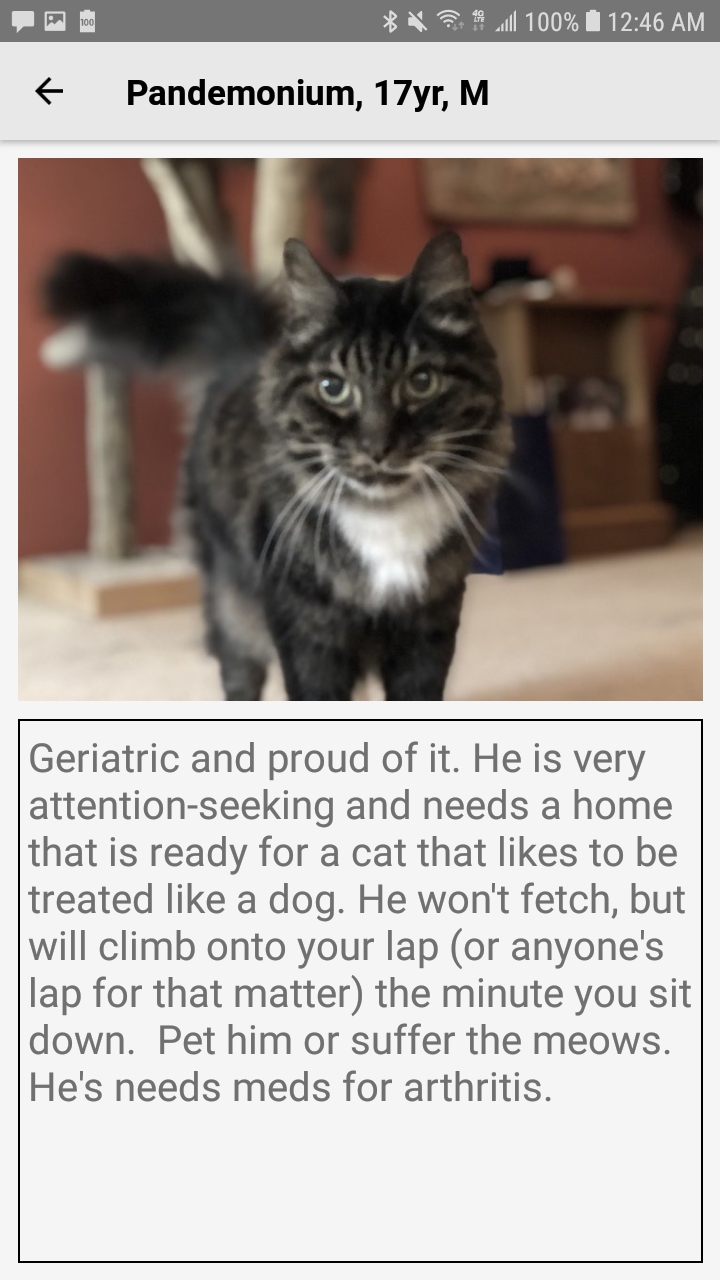 100
4G
LTE
100%
12:46 AM
Pandemonium, 17yr, M
Geriatric and proud of it. He is very
attention-seeking and needs a home
that is ready for a cat that likes to be
treated like a dog. He won't fetch, but
will climb onto your lap (or anyone's
lap for that matter) the minute you sit
down.  Pet him or suffer the meows.
He's needs meds for arthritis.